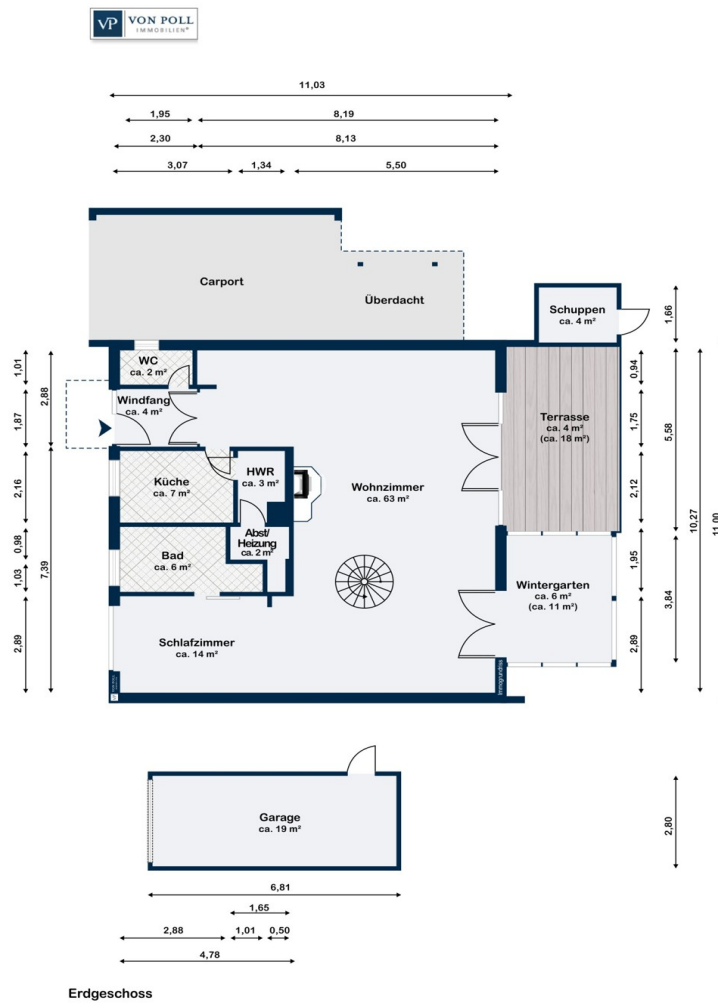 VP VON POLL
IMMOBILIEN®
11,03
1,95 8,19
2,30 8,13
3,07 1,34 5,50
Carport
Überdacht
Schuppen
ca. 4 m²
1,66
WC
ca. 2 m²
1,01
2,88
0,94
Windfang
ca. 4 m²
1,87
Terrasse
ca. 4 m²
(ca. 18 m²)
1,75
5,58
Küche
ca. 7 m²
2,16
HWR
ca. 3 m²
Wohnzimmer
ca. 63 m²
2,12
10,27
11,00
Abst/
Heizung
ca. 2 m²
Bad
ca. 6 m²
0,98
1,03
7,39
Wintergarten
ca. 6 m²
(ca. 11 m²)
1,95
3,84
Schlafzimmer
ca. 14 m²
2,89
2,89
Immogrundriss
VP
Garage
ca. 19 m²
2,80
6,81
1,65
2,88 1,01 0,50
4,78
Erdgeschoss